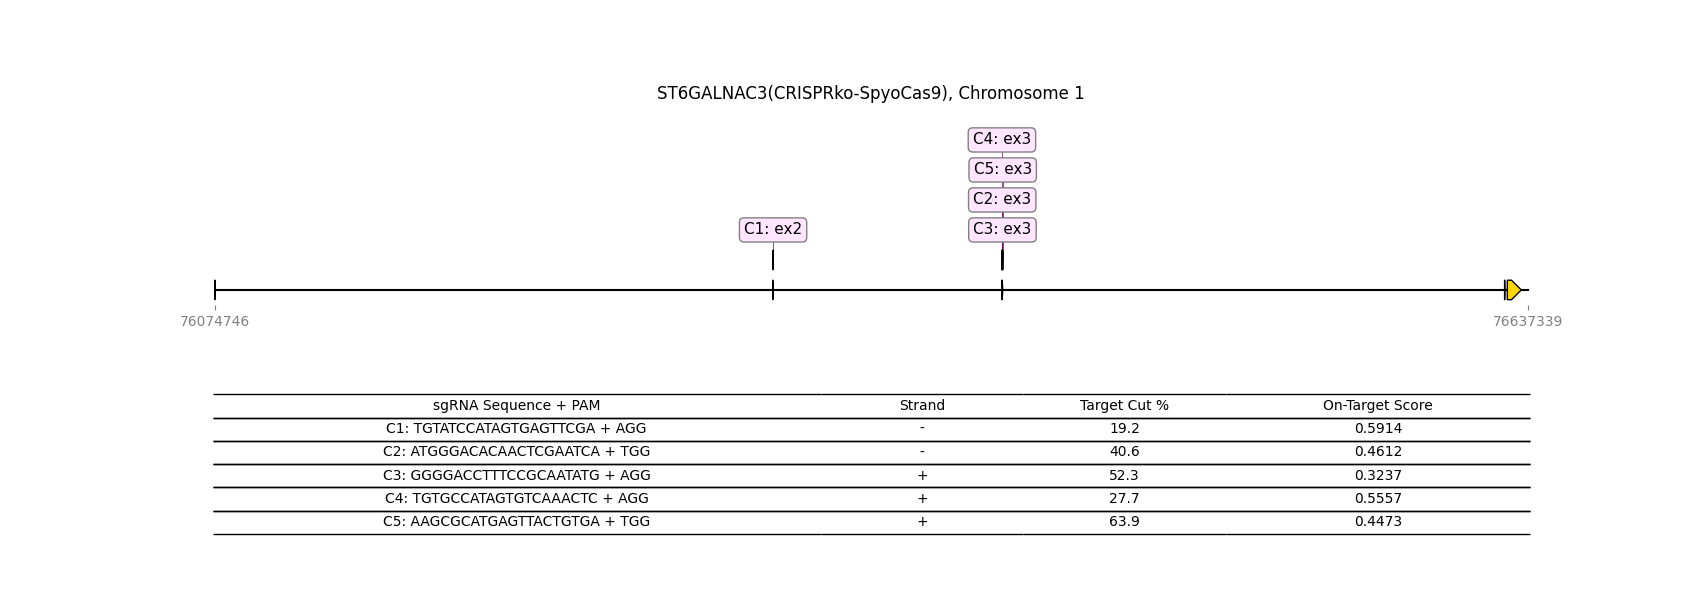 ST6GALNAC3(CRISPRko-SpyoCas9), Chromosome 1
C4: ex3
C5: ex3
C2: ex3
C1: ex2 C3: ex3
76074746 76637339
sgRNA Sequence + PAM Strand Target Cut % On-Target Score
C1: TGTATCCATAGTGAGTTCGA + AGG - 19.2 0.5914
C2: ATGGGACACAACTCGAATCA + TGG - 40.6 0.4612
C3: GGGGACCTTTCCGCAATATG + AGG + 52.3 0.3237
C4: TGTGCCATAGTGTCAAACTC + AGG + 27.7 0.5557
C5: AAGCGCATGAGTTACTGTGA + TGG + 63.9 0.4473